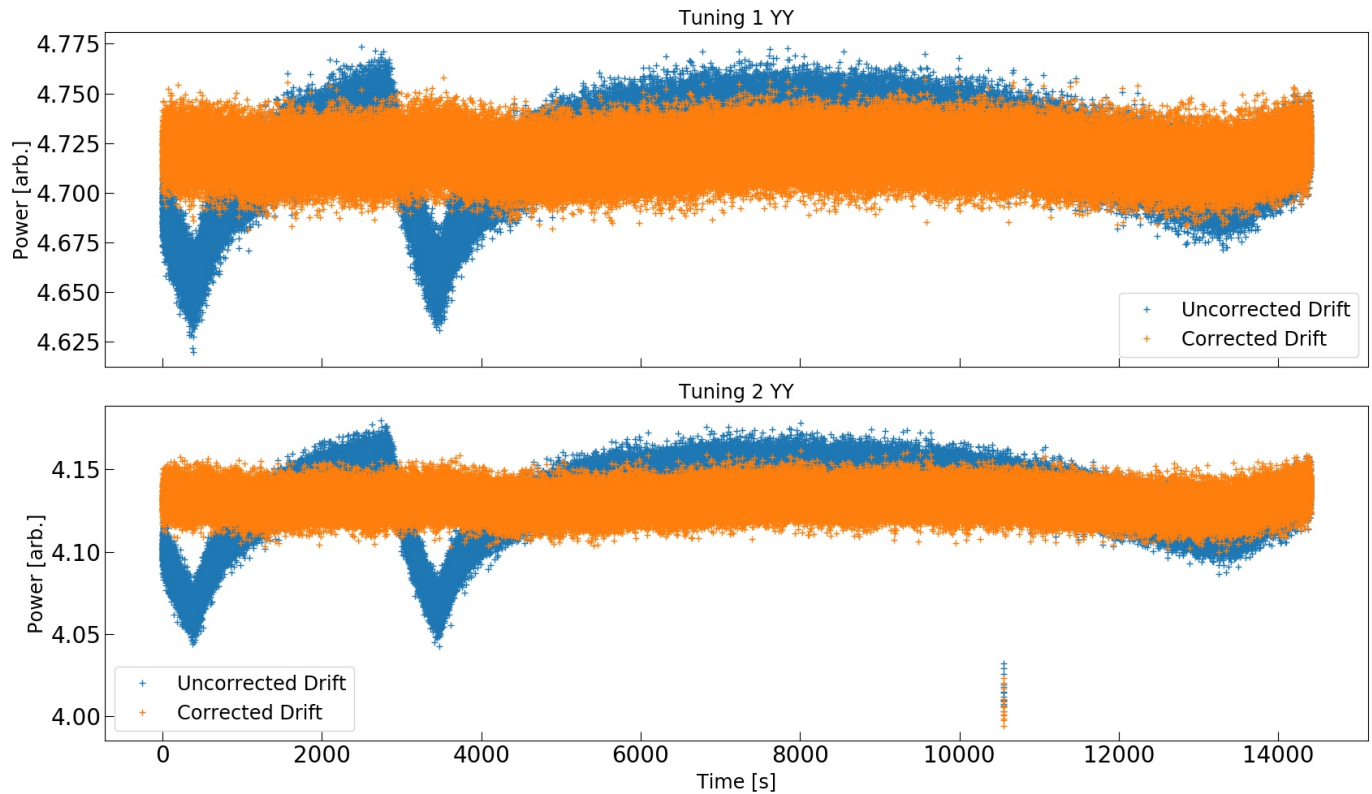 Tuning 1 YY
4.775
4.750
4.725
4.700
4.675
4.650
4.625
Power [arb.]
Uncorrected Drift
Corrected Drift
Tuning 2 YY
4.15
4.10
4.05
4.00
Power [arb.]
Uncorrected Drift
Corrected Drift
0 2000 4000 6000 8000 10000 12000 14000
Time [s]